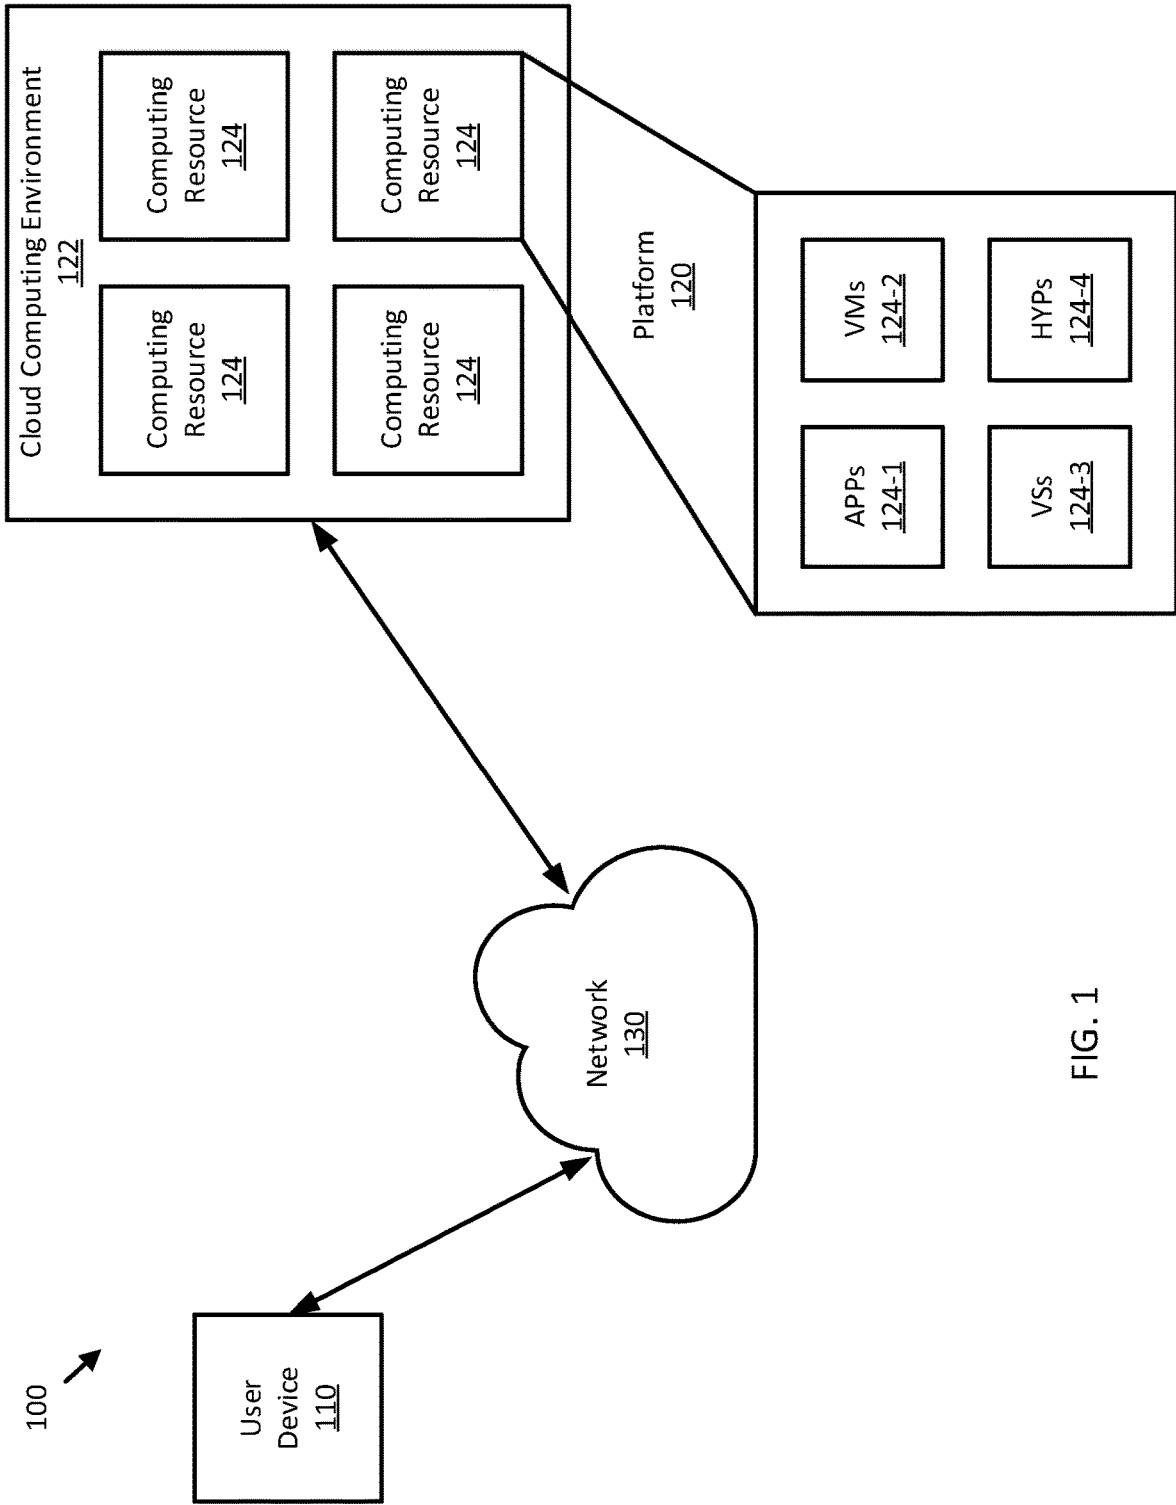 100
User
Device
110
Network
130
Cloud Computing Environment
122
Computing
Resource
124
Computing
Resource
124
Computing
Resource
124
Computing
Resource
124
Platform
120
APPs
124-1
VMs
124-2
VSs
124-3
HYPs
124-4
FIG. 1